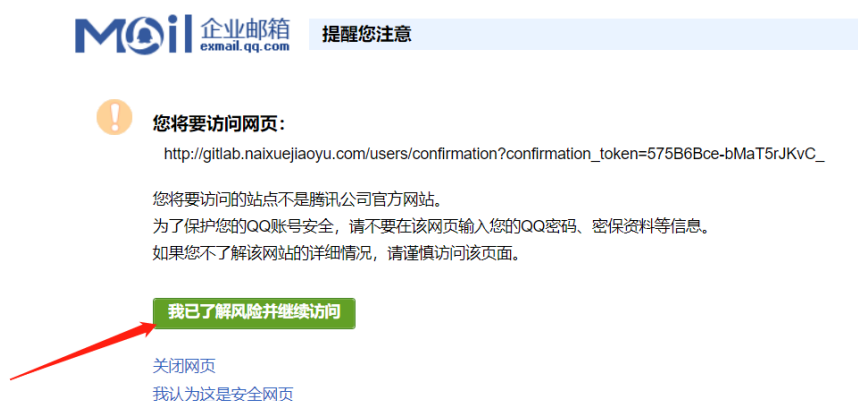 Mail 企业邮箱
exmail.qq.com
提醒您注意
您将要访问网页：
http://gitlab.naixuejiaoyu.com/users/confirmation?confirmation_token=575B6Bce-bMaT5rJKvC_
您将要访问的站点不是腾讯公司官方网站。
为了保护您的QQ账号安全，请不要在该网页输入您的QQ密码、密保资料等信息。
如果您不了解该网站的详细情况，请谨慎访问该页面。
我已了解风险并继续访问
关闭网页
我认为这是安全网页